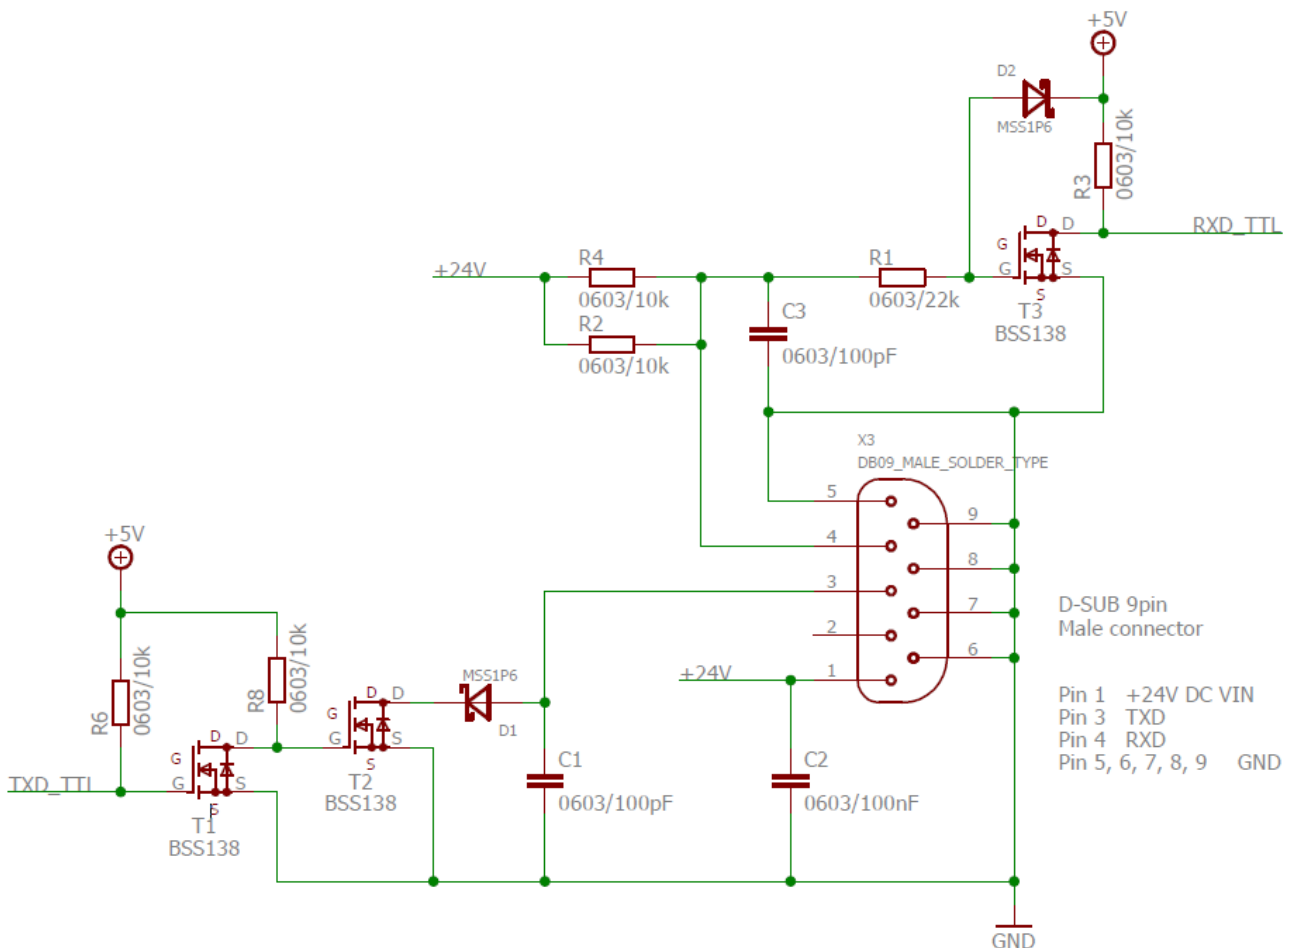 +5V
D2
MSS1P6
R3
0603/10k
RXD_TTL
D
D
G
G
S
S
T3
BSS138
+24V
R4
0603/10k
R2
0603/10k
R1
0603/22k
C3
0603/100pF
X3
DB09_MALE_SOLDER_TYPE
5
9
4
8
3
7
2
6
1
D-SUB 9pin
Male connector
Pin 1 +24V DC VIN
Pin 3 TXD
Pin 4 RXD
Pin 5, 6, 7, 8, 9 GND
+5V
R6
0603/10k
R8
0603/10k
TXD_TTL
D
D
G
G
S
S
T1
BSS138
D
D
G
G
S
S
T2
BSS138
MSS1P6
D1
C1
0603/100pF
+24V
C2
0603/100nF
GND